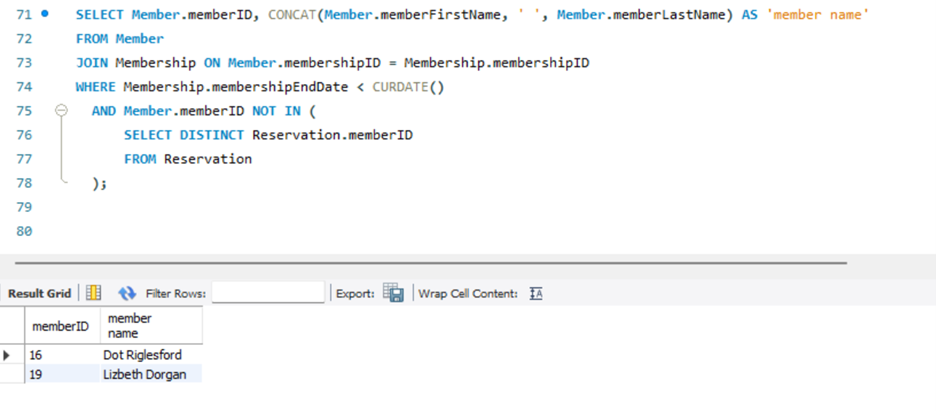 71 SELECT Member.memberID, CONCAT(Member.memberFirstName, ' ', Member.memberLastName) AS 'member name'
72 FROM Member
73 JOIN Membership ON Member.membershipID = Membership.membershipID
74 WHERE Membership.membershipEndDate < CURDATE()
75 AND Member.memberID NOT IN (
76 SELECT DISTINCT Reservation.memberID
77 FROM Reservation
78 );
79
80
Result Grid Filter Rows: Export: Wrap Cell Content: IA
memberID member
name
16 Dot Riglesford
19 Lizbeth Dorgan